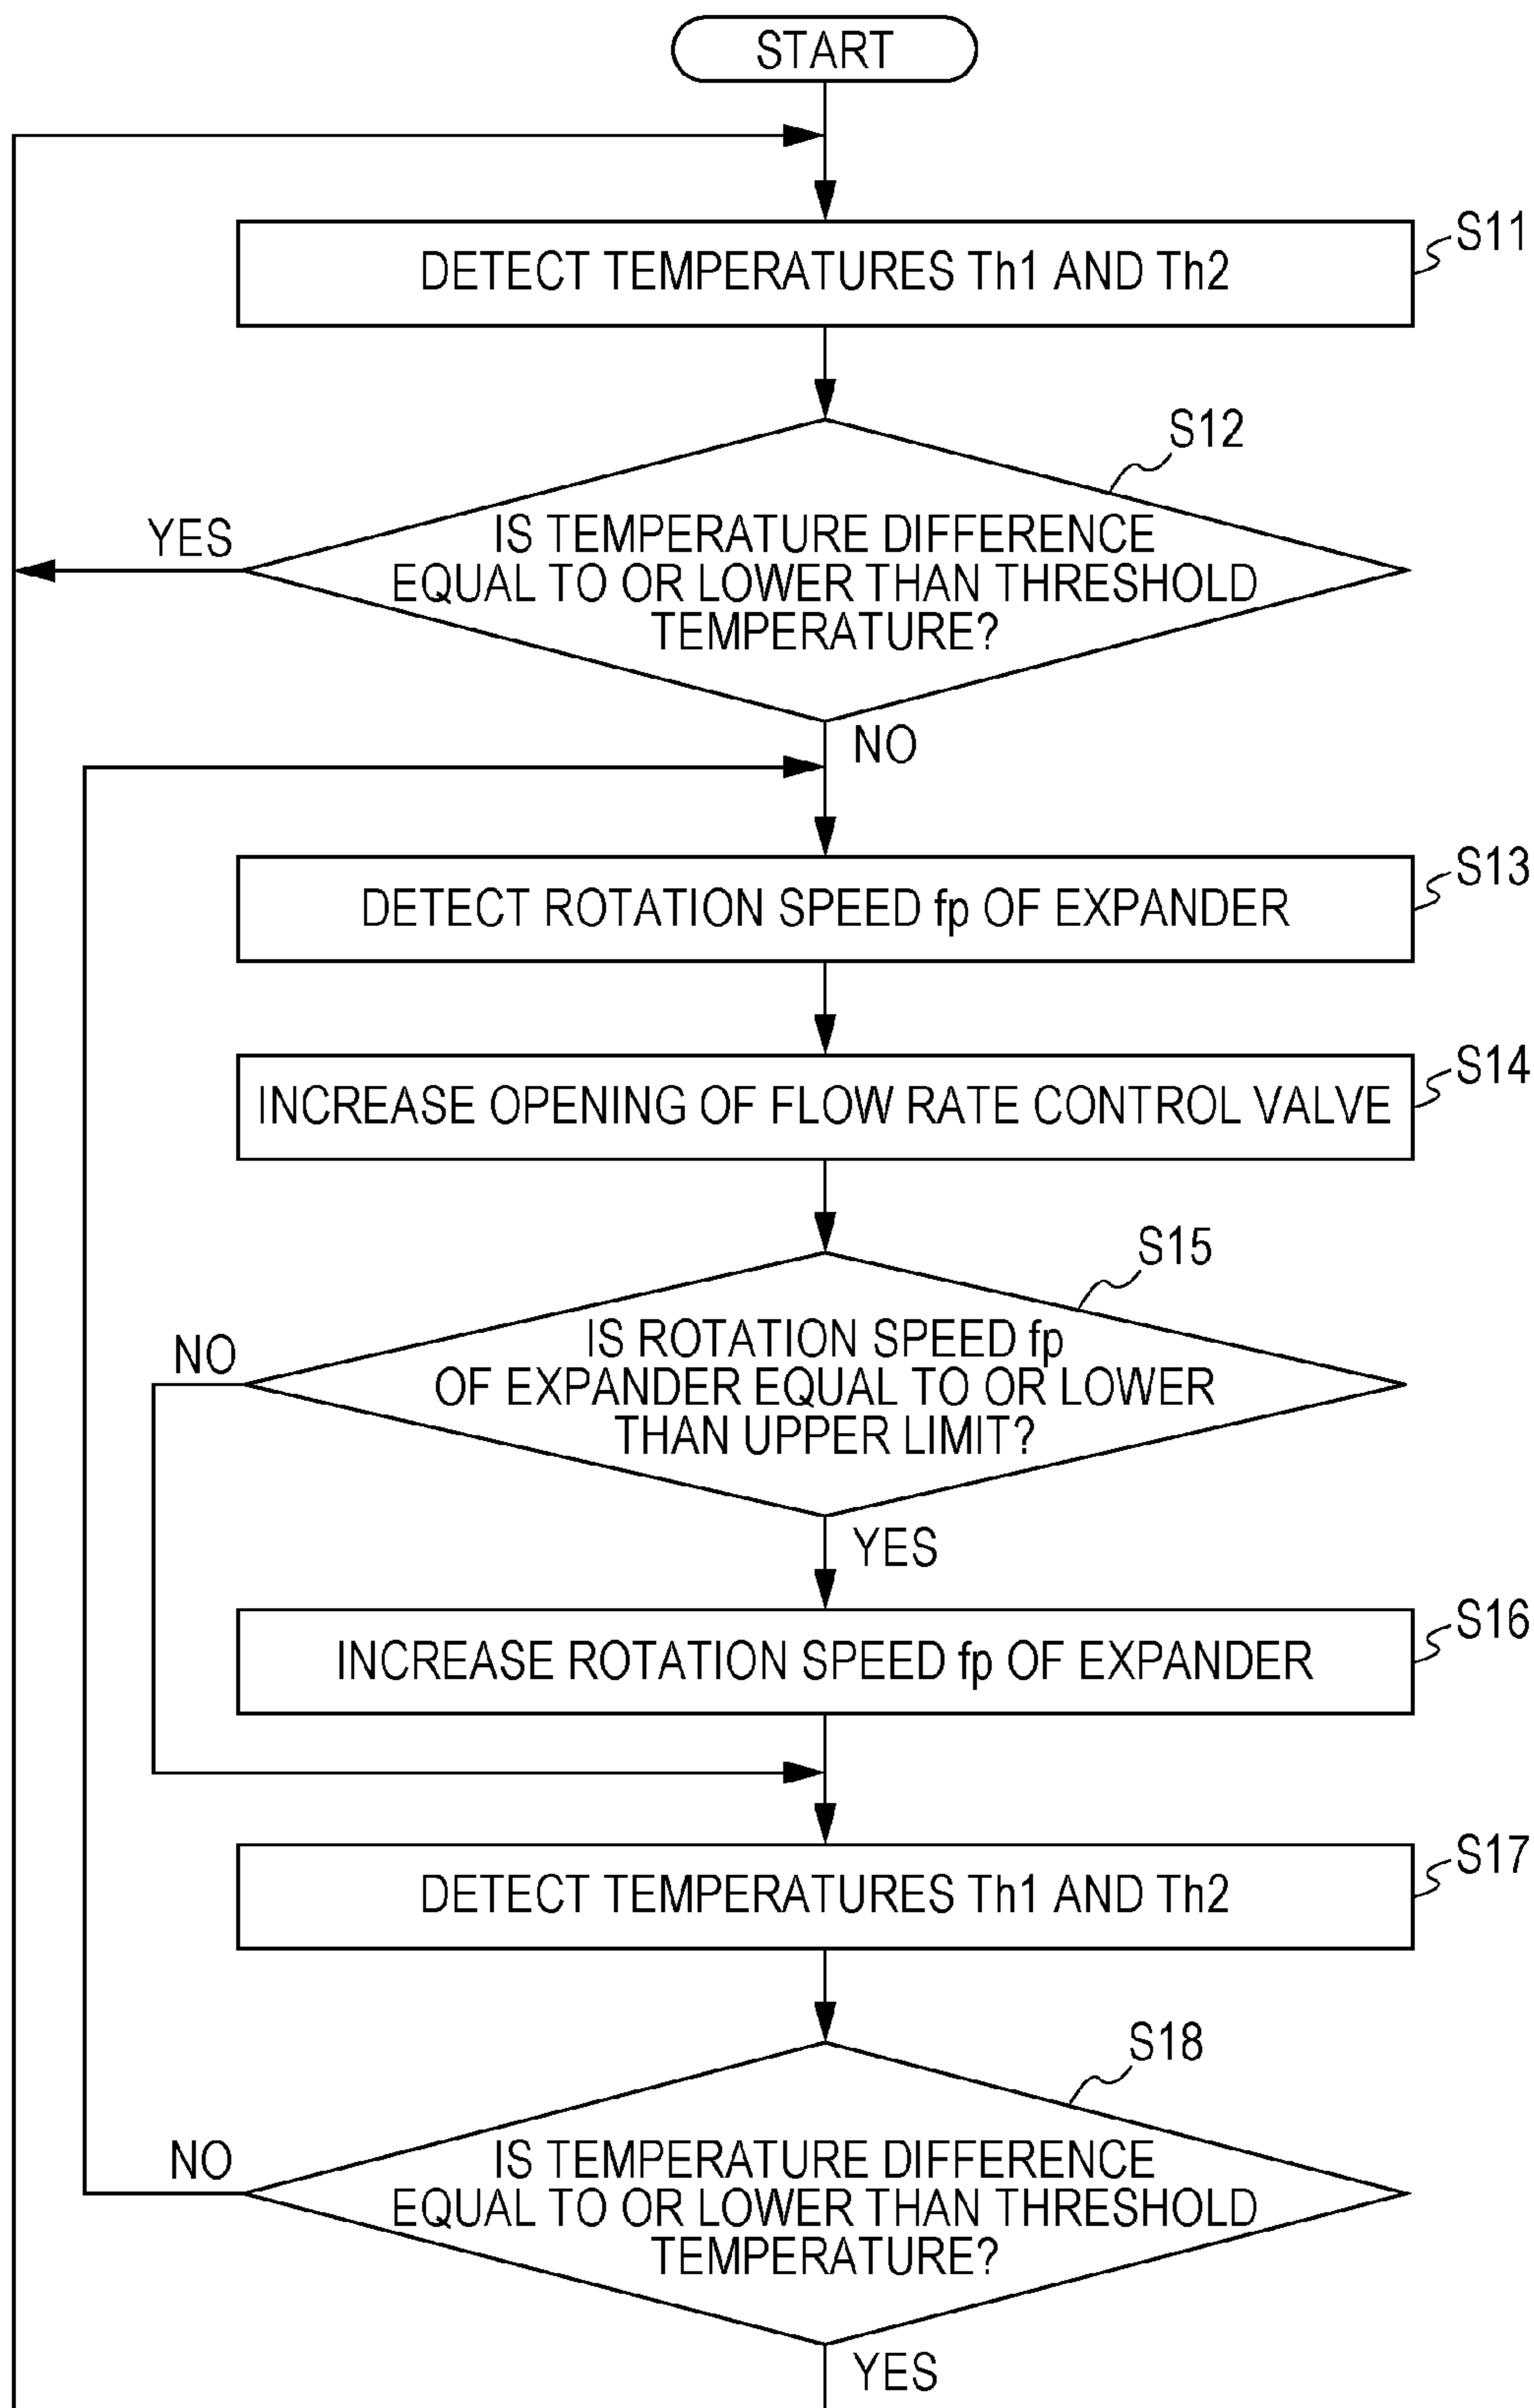 START
DETECT TEMPERATURES Th1 AND Th2
S11
S12
YES
IS TEMPERATURE DIFFERENCE
EQUAL TO OR LOWER THAN THRESHOLD
TEMPERATURE?
NO
DETECT ROTATION SPEED fp OF EXPANDER
S13
INCREASE OPENING OF FLOW RATE CONTROL VALVE
S14
S15
NO
IS ROTATION SPEED fp
OF EXPANDER EQUAL TO OR LOWER
THAN UPPER LIMIT?
YES
INCREASE ROTATION SPEED fp OF EXPANDER
S16
DETECT TEMPERATURES Th1 AND Th2
S17
S18
NO
IS TEMPERATURE DIFFERENCE
EQUAL TO OR LOWER THAN THRESHOLD
TEMPERATURE?
YES